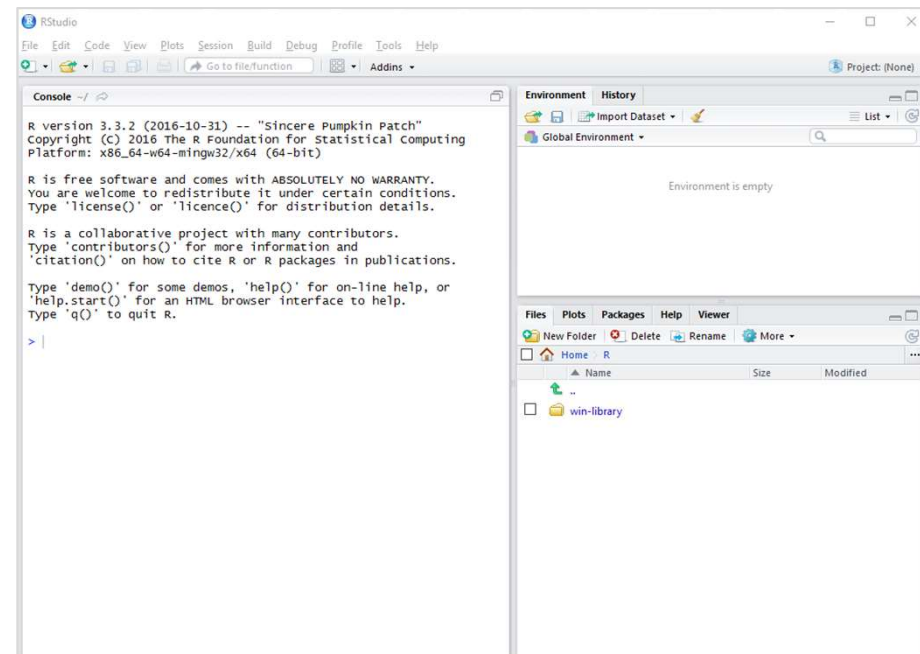 RStudio
File Edit Code View Plots Session Build Debug Profile Tools Help
Go to file/function Addins Project: (None)
Console ~/
R version 3.3.2 (2016-10-31) -- "Sincere Pumpkin Patch"
Copyright (C) 2016 The R Foundation for Statistical Computing
Platform: x86_64-w64-mingw32/x64 (64-bit)
R is free software and comes with ABSOLUTELY NO WARRANTY.
You are welcome to redistribute it under certain conditions.
Type 'license()' or 'licence()' for distribution details.
R is a collaborative project with many contributors.
Type 'contributors()' for more information and
'citation()' on how to cite R or R packages in publications.
Type 'demo()' for some demos, 'help()' for on-line help, or
'help.start()' for an HTML browser interface to help.
Type 'q()' to quit R.
>
Environment History
Import Dataset List
Global Environment
Environment is empty
Files Plots Packages Help Viewer
New Folder Delete Rename More
Home R
Name Size Modified
..
win-library